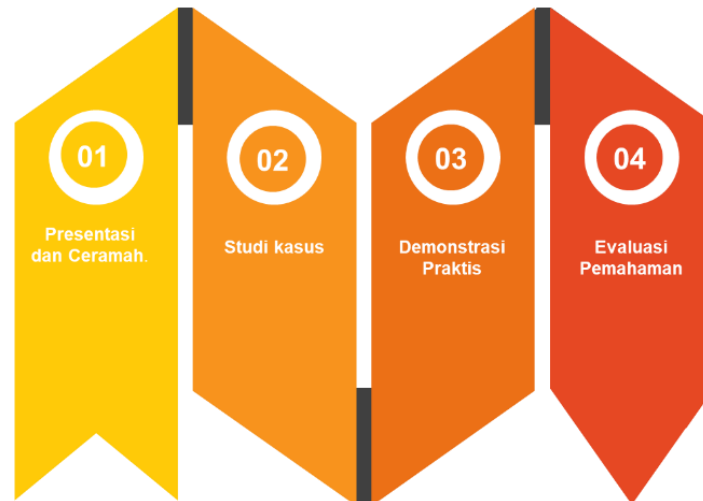 01
Presentasi
dan Ceramah.
02
Studi kasus
03
Demonstrasi
Praktis
04
Evaluasi
Pemahaman